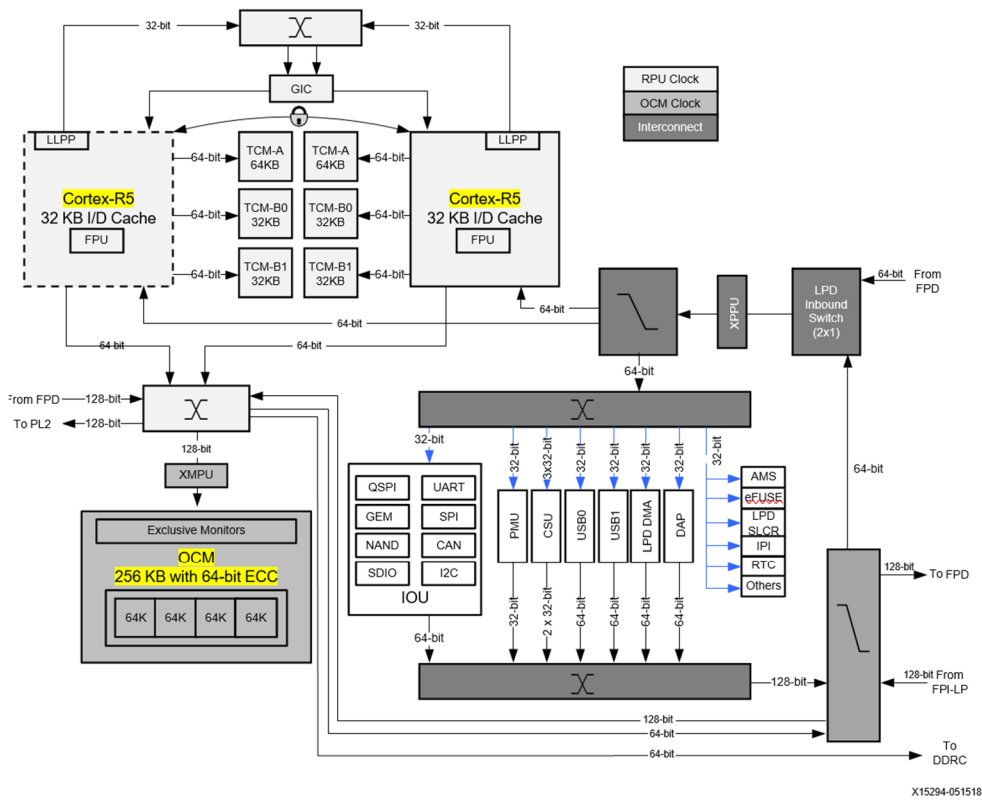 32-bit
32-bit
GIC
RPU Clock
OCM Clock
Interconnect
LLPP
LLPP
Cortex-R5
32 KB I/D Cache
FPU
64-bit
64-bit
64-bit
TCM-A
64KB
TCM-A
64KB
TCM-B0
32KB
TCM-B0
32KB
TCM-B1
32KB
TCM-B1
32KB
64-bit
64-bit
64-bit
Cortex-R5
32 KB I/D Cache
FPU
64-bit
From
FPD
LPD
Inbound
Switch
(2x1)
XPPU
64-bit
64-bit
64-bit
64-bit
64-bit
From FPD
128-bit
To PL2
128-bit
128-bit
XMPU
Exclusive Monitors
OCM
256 KB with 64-bit ECC
64K
64K
64K
64K
32-bit
32-bit
3x32-bit
32-bit
32-bit
32-bit
32-bit
32-bit
QSPI
UART
GEM
SPI
NAND
CAN
SDIO
I2C
IOU
PMU
CSU
USB0
USB1
LPD DMA
DAP
AMS
eFUSE
LPD
SLCR
IPI
RTC
Others
64-bit
64-bit
32-bit
2 x 32-bit
64-bit
64-bit
64-bit
64-bit
128-bit
To FPD
128-bit
128-bit
From
FPI-LP
128-bit
64-bit
64-bit
To
DDRC
X15294-051518